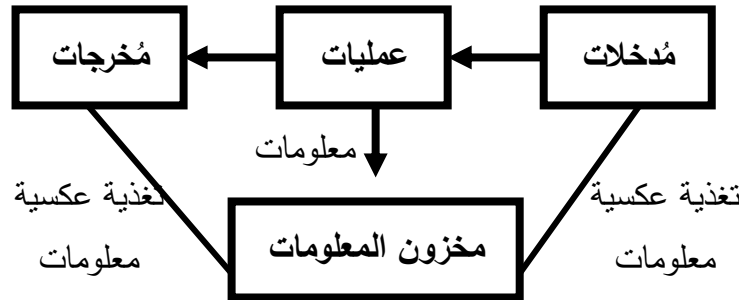 مُدخلات
عمليات
مُخرجات
معلومات
تغذية عكسية
معلومات
مخزون المعلومات
تغذية عكسية
معلومات